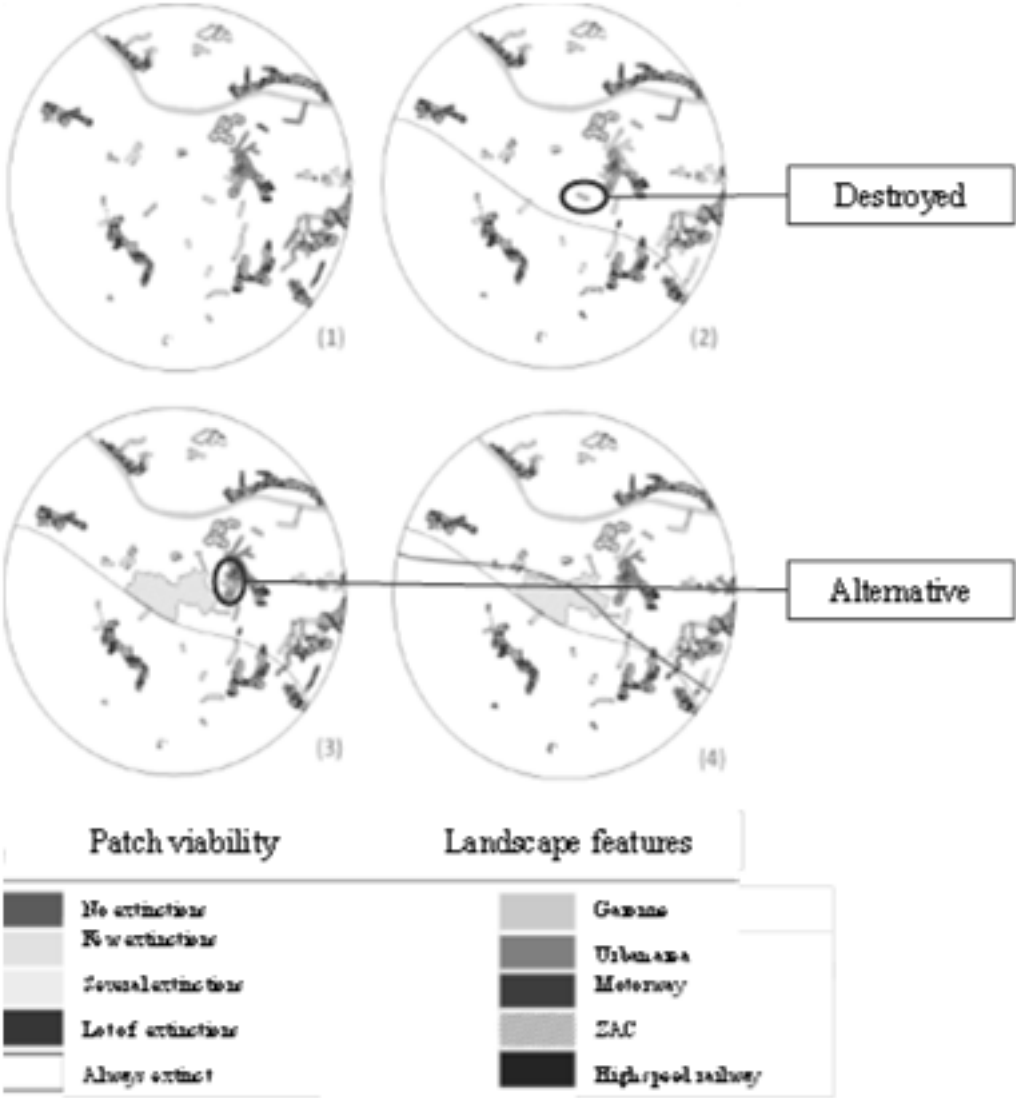 (1)
(2)
Destroyed
(3)
(4)
Alternative
Patch viability
Landscape features
No extinctions
Few extinctions
Several extinctions
Lot of extinctions
Always extinct
Garonne
Urban area
Motorway
ZAC
High speed railway